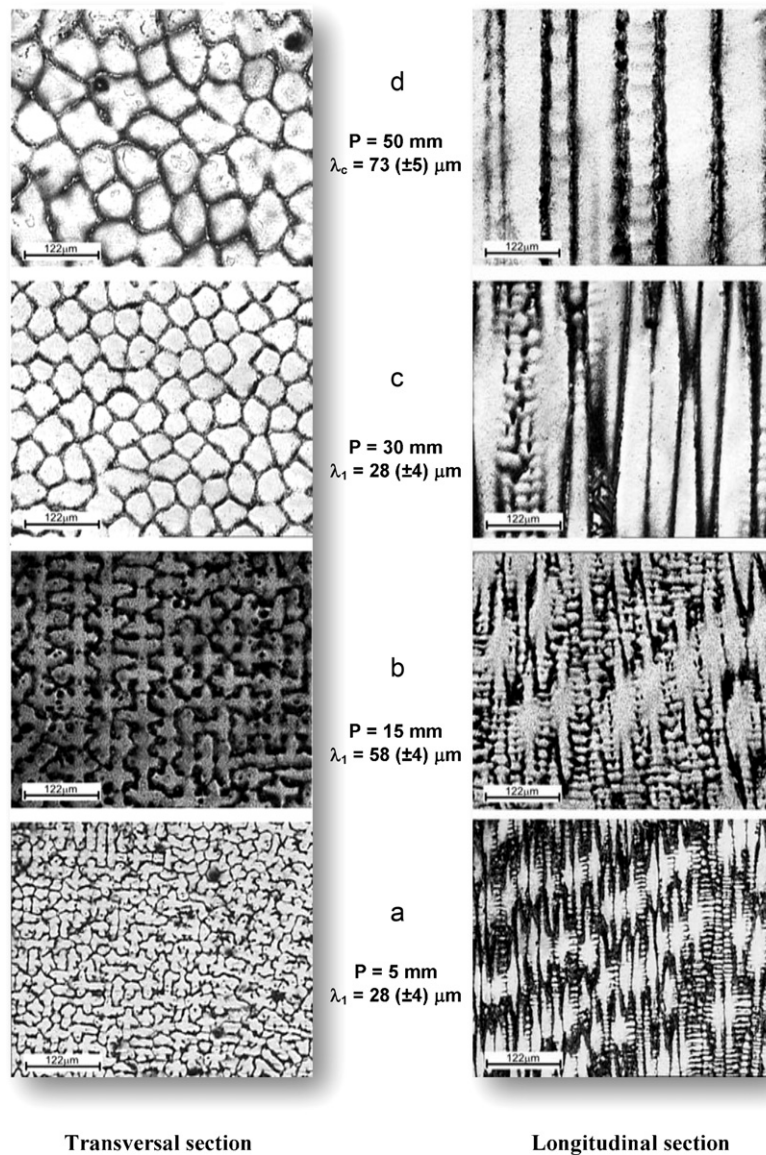 d
P = 50 mm
λc = 73 (±5) μm
122μm
122μm
c
P = 30 mm
λ1 = 28 (±4) μm
122μm
122μm
b
P = 15 mm
λ1 = 58 (±4) μm
122μm
122μm
a
P = 5 mm
λ1 = 28 (±4) μm
122μm
122μm
Transversal section
Longitudinal section